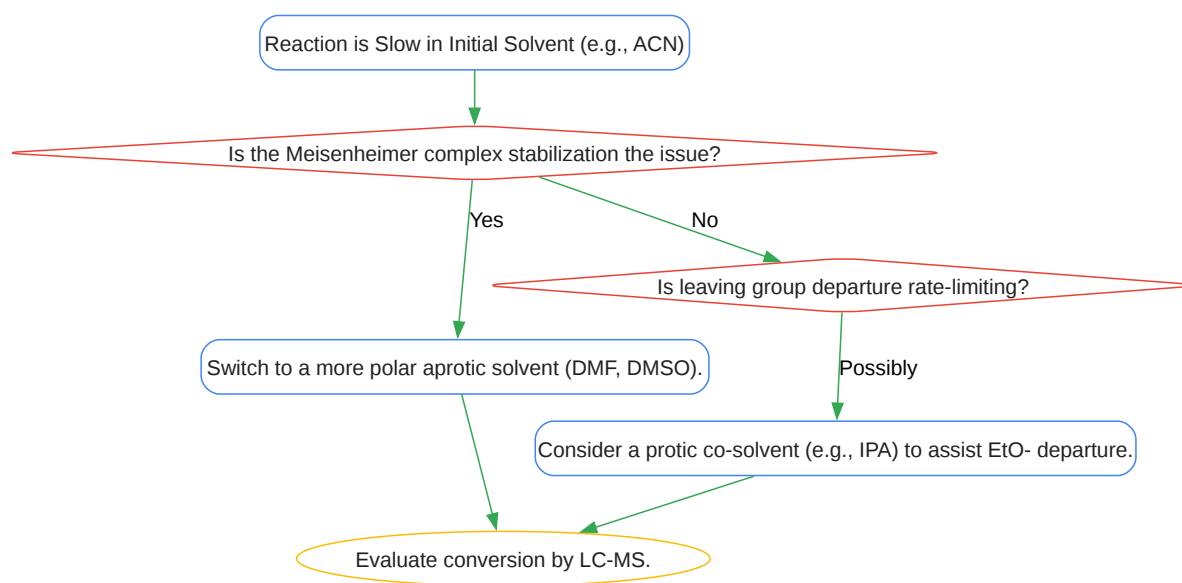 Reaction is Slow in Initial Solvent (e.g., ACN)
Is the Meisenheimer complex stabilization the issue?
Yes
No
Is leaving group departure rate-limiting?
Switch to a more polar aprotic solvent (DMF, DMSO).
Possibly
Consider a protic co-solvent (e.g., IPA) to assist EtO- departure.
Evaluate conversion by LC-MS.